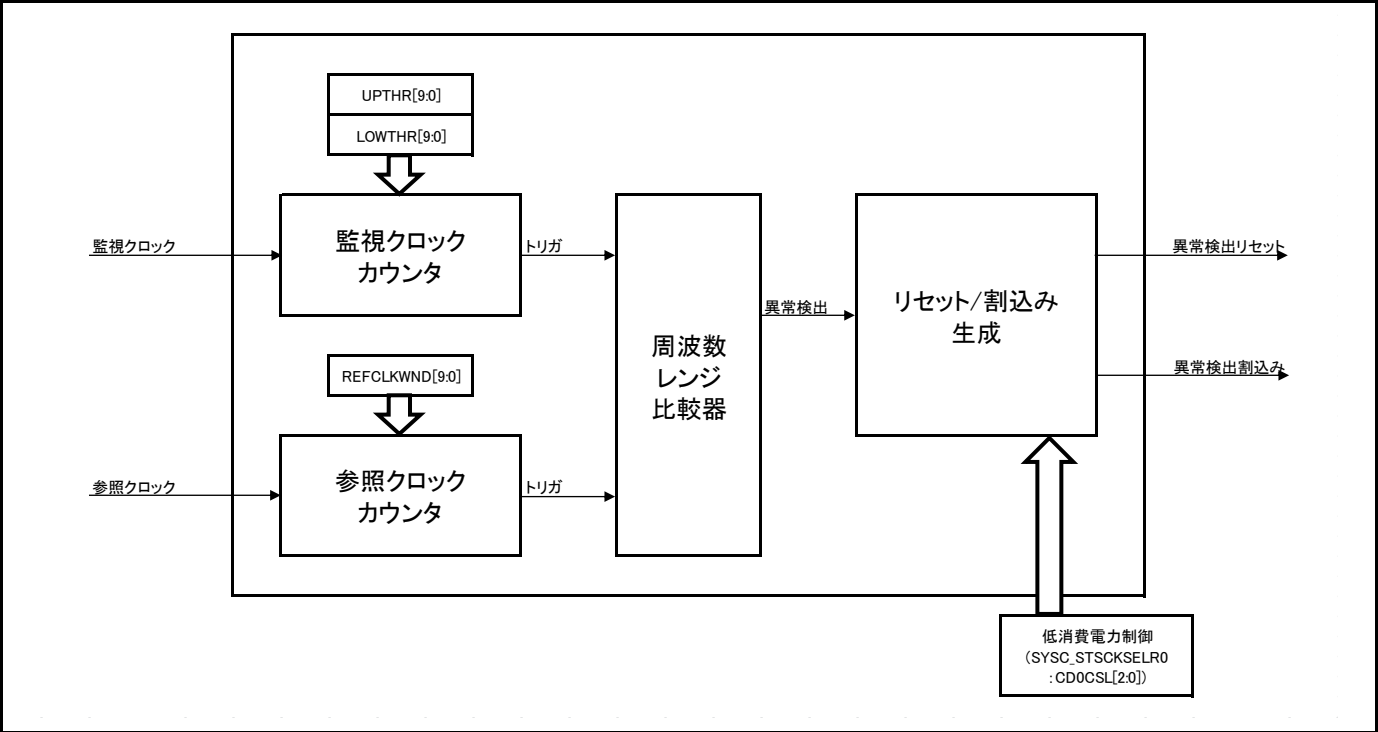 UPTHR[9:0]
LOWTHR[9:0]
監視クロック
監視クロック
カウンタ
トリガ
REFCLKWND[9:0]
参照クロック
参照クロック
カウンタ
トリガ
周波数
レンジ
比較器
異常検出
リセット/割込み
生成
異常検出リセット
異常検出割込み
低消費電力制御
(SYSC_STSCKSELR0
:CD0CSL[2:0])